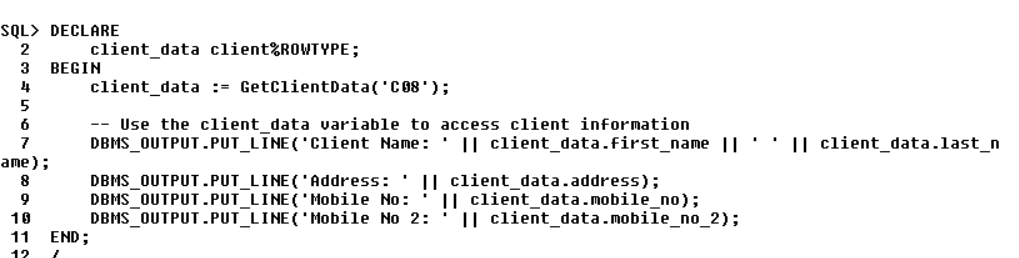 SQL> DECLARE
  2      client_data client%ROWTYPE;
  3  BEGIN
  4      client_data := GetClientData('C08');
  5
  6      -- Use the client_data variable to access client information
  7      DBMS_OUTPUT.PUT_LINE('Client Name: ' || client_data.first_name || ' ' || client_data.last_n
ame);
  8      DBMS_OUTPUT.PUT_LINE('Address: ' || client_data.address);
  9      DBMS_OUTPUT.PUT_LINE('Mobile No: ' || client_data.mobile_no);
 10      DBMS_OUTPUT.PUT_LINE('Mobile No 2: ' || client_data.mobile_no_2);
 11  END;
 12  /